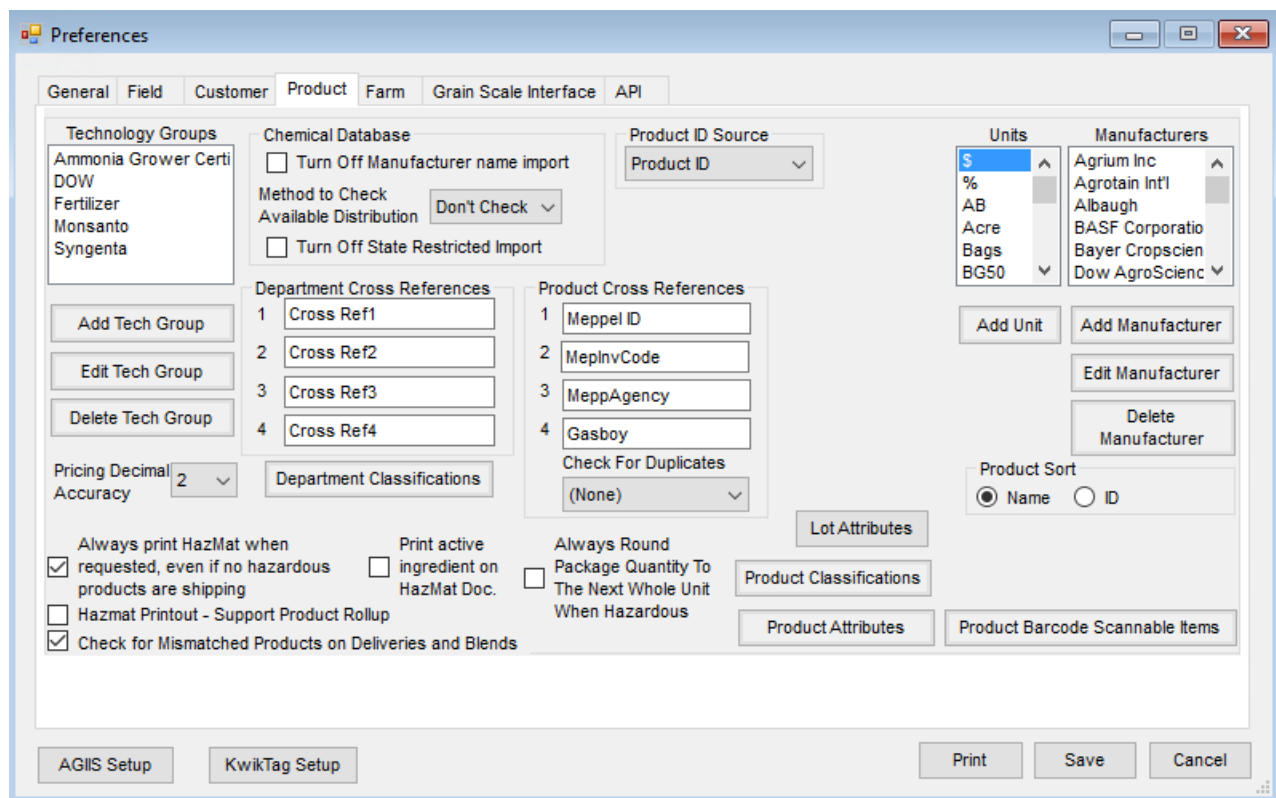 Preferences
General Field Customer Product Farm Grain Scale Interface API
Technology Groups
Ammonia Grower Certi
DOW
Fertilizer
Monsanto
Syngenta
Add Tech Group
Edit Tech Group
Delete Tech Group
Pricing Decimal
Accuracy
2
Chemical Database
Turn Off Manufacturer name import
Method to Check
Available Distribution
Don't Check
Turn Off State Restricted Import
Product ID Source
Product ID
Department Cross References
1 Cross Ref1
2 Cross Ref2
3 Cross Ref3
4 Cross Ref4
Department Classifications
Product Cross References
1 Meppel ID
2 MepInvCode
3 MeppAgency
4 Gasboy
Check For Duplicates
(None)
Units
$
%
AB
Acre
Bags
BG50
Add Unit
Manufacturers
Agrium Inc
Agrotain Int'l
Albaugh
BASF Corporatio
Bayer Cropscien
Dow AgroScienc
Add Manufacturer
Edit Manufacturer
Delete
Manufacturer
Product Sort
Name ID
Always print HazMat when
requested, even if no hazardous
products are shipping
Print active
ingredient on
HazMat Doc.
Always Round
Package Quantity To
The Next Whole Unit
When Hazardous
Hazmat Printout - Support Product Rollup
Check for Mismatched Products on Deliveries and Blends
Lot Attributes
Product Classifications
Product Attributes
Product Barcode Scannable Items
AGIIS Setup
KwikTag Setup
Print
Save
Cancel